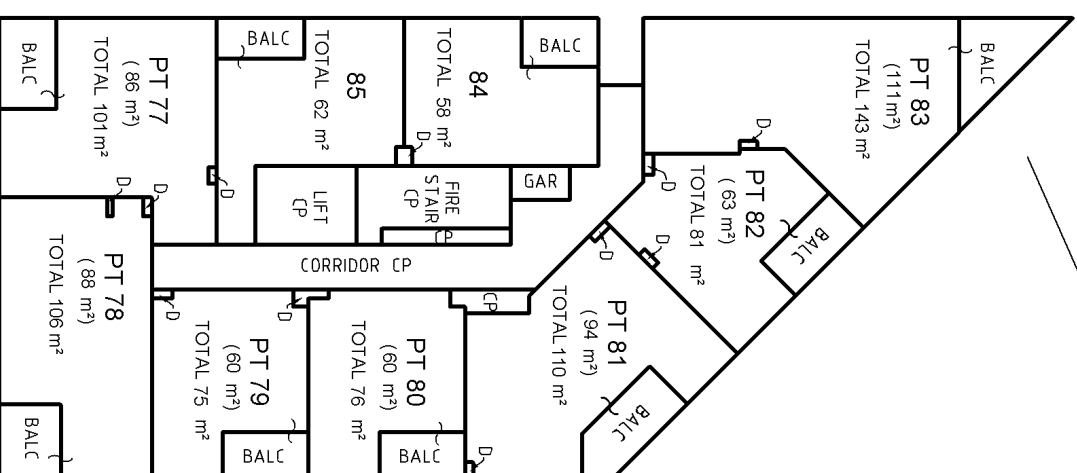 BALC
PT 77
( 86 m²)
TOTAL 101m²
D
BALC
85
TOTAL 62 m²
84
TOTAL 58 m²
D
BALC
PT 83
(111m²)
TOTAL 143 m²
BALC
D
D
D
LIFT
CP
FIRE
STAIR
CP
CP
GAR
D
PT 82
( 63 m²)
TOTAL 81 m²
D
BALC
D
CORRIDOR CP
PT 78
( 88 m²)
TOTAL 106 m²
BALC
D
PT 79
(60 m²)
TOTAL 75 m²
BALC
D
PT 80
(60 m²)
TOTAL 76 m²
BALC
CP
PT 81
(94 m²)
TOTAL 110 m²
BALC
D